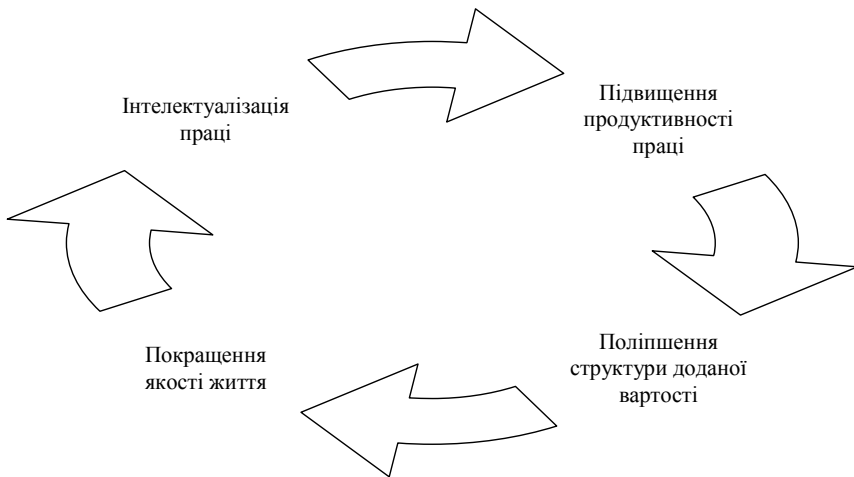 Інтелектуалізація
праці
Підвищення
продуктивності
праці
Покращення
якості життя
Поліпшення
структури доданої
вартості